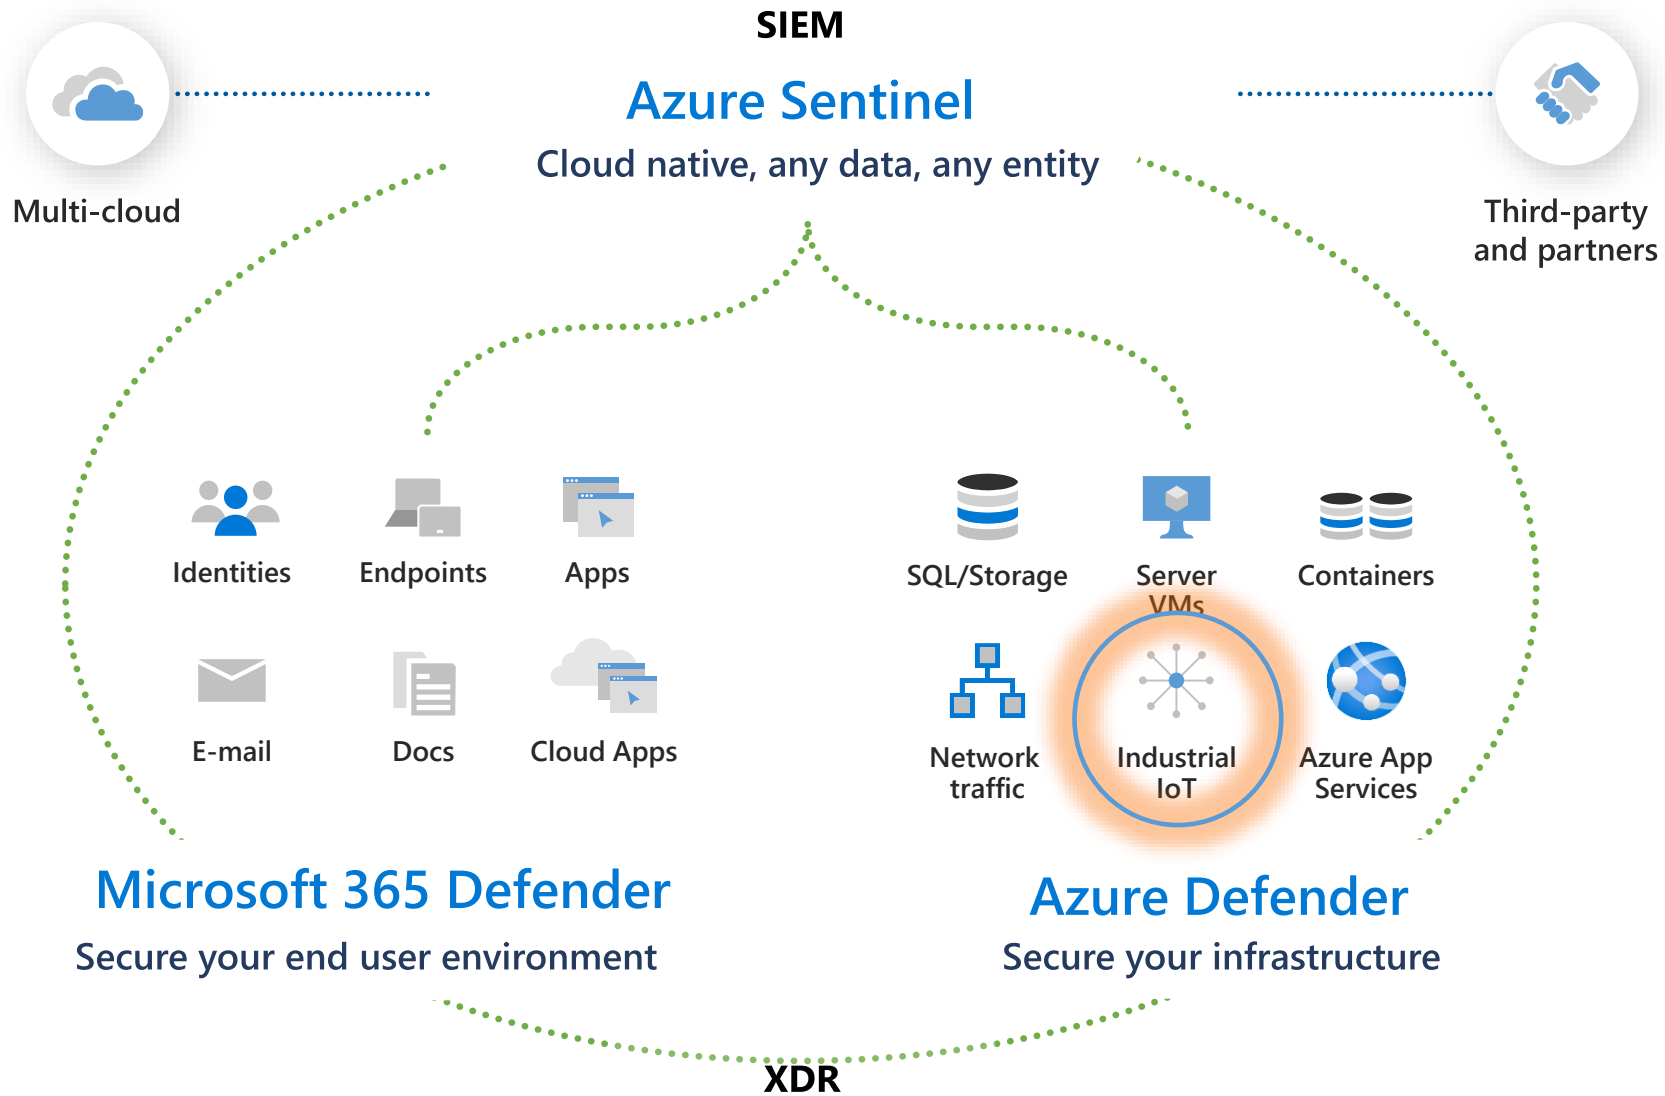 SIEM
Azure Sentinel
Cloud native, any data, any entity
Multi-cloud
Third-party
and partners
Identities
Endpoints
Apps
SQL/Storage
Server
VMs
Containers
E-mail
Docs
Cloud Apps
Network
traffic
Industrial
IoT
Azure App
Services
Microsoft 365 Defender
Secure your end user environment
Azure Defender
Secure your infrastructure
XDR